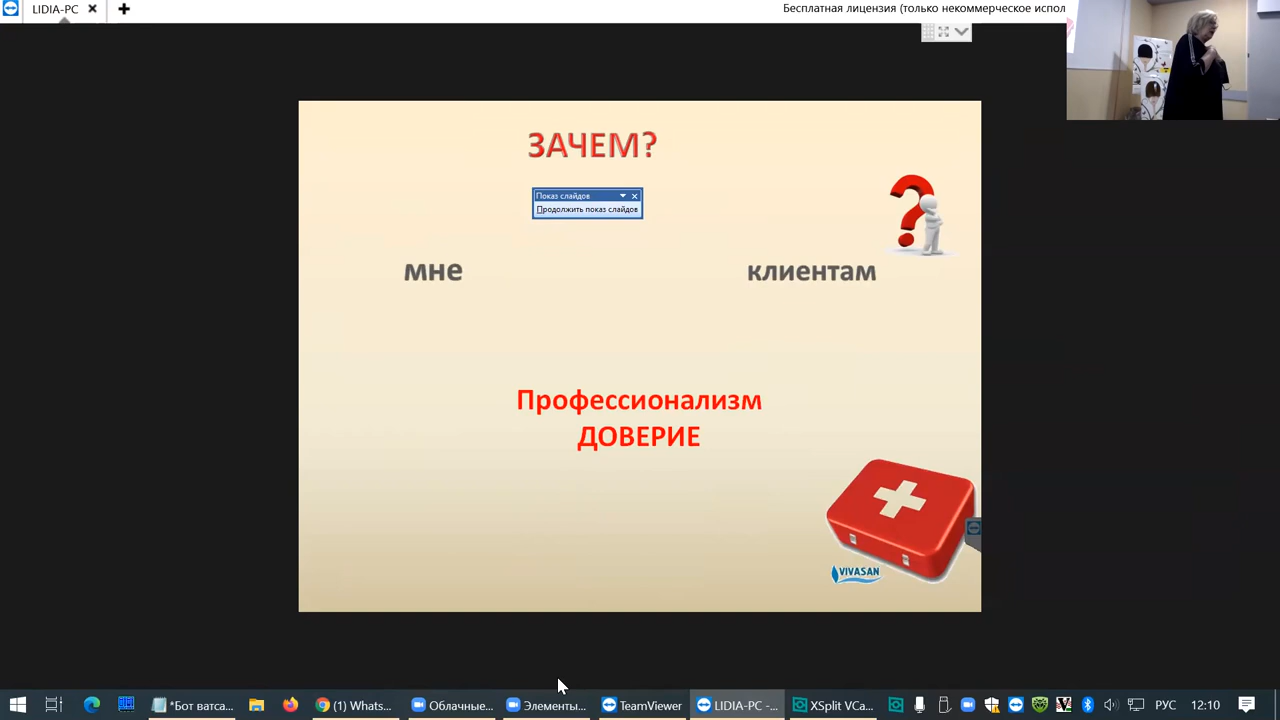 LIDIA-PC
Бесплатная лицензия (только некоммерческое испол
ЗАЧЕМ?
Показ слайдов
Продолжить показ слайдов
мне
клиентам
Профессионализм
ДОВЕРИЕ
VIVASAN
*Бот ватса...
(1) Whats...
Облачные...
Элементы...
TeamViewer
LIDIA-PC -...
XSplit VCa...
РУС
12:10